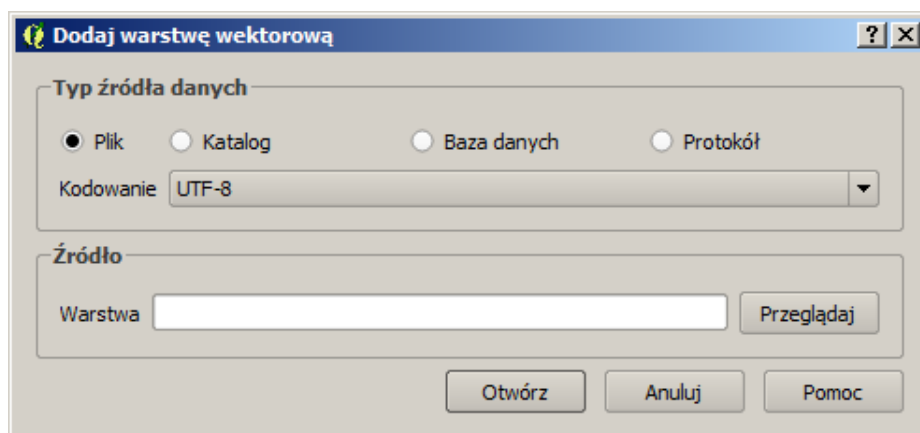 Dodaj warstwę wektorową
Typ źródła danych
Plik Katalog Baza danych Protokół
Kodowanie UTF-8
Źródło
Warstwa Przeglądaj
Otwórz Anuluj Pomoc